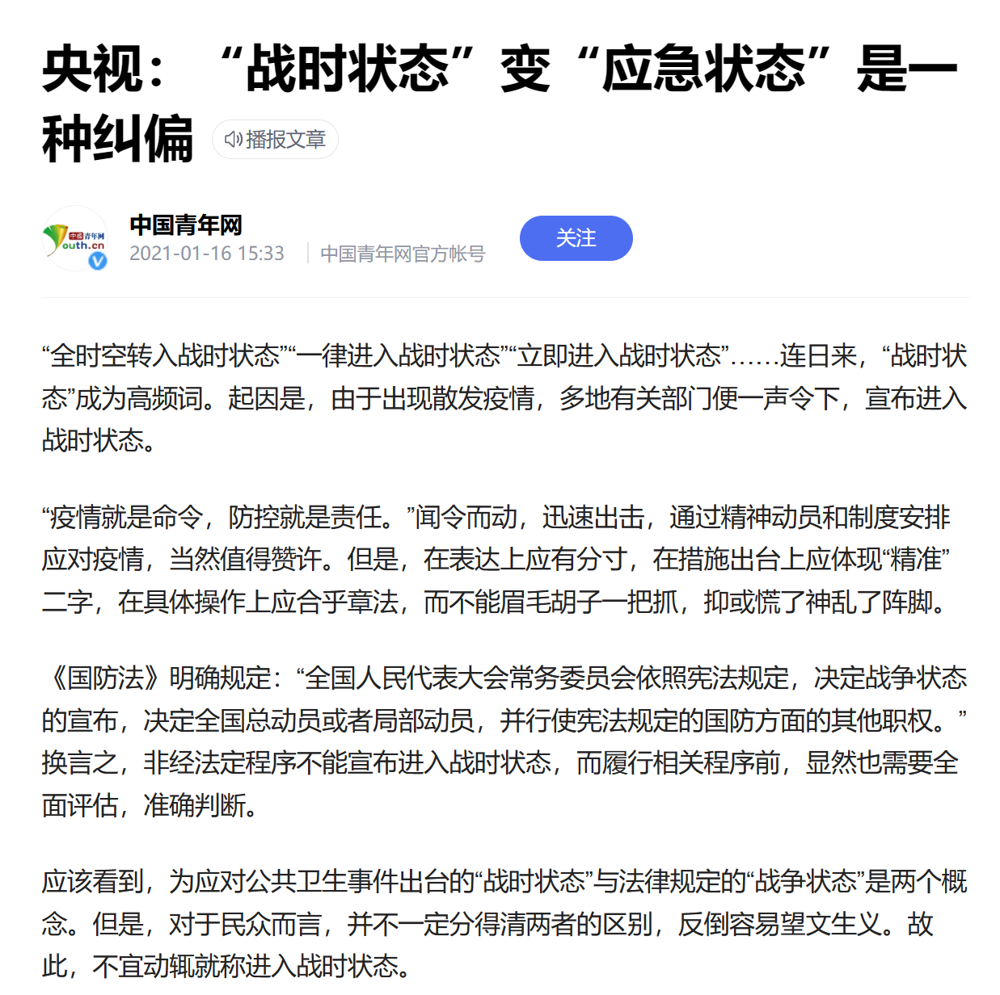 央视：“战时状态”变“应急状态”是一
种纠偏 播报文章
中国青年网
outh.cn
中国青年网
2021-01-16 15:33 中国青年网官方帐号
关注
“全时空转入战时状态”“一律进入战时状态”“立即进入战时状态”……连日来，“战时状
态”成为高频词。起因是，由于出现散发疫情，多地有关部门便一声令下，宣布进入
战时状态。
“疫情就是命令，防控就是责任。”闻令而动，迅速出击，通过精神动员和制度安排
应对疫情，当然值得赞许。但是，在表达上应有分寸，在措施出台上应体现“精准”
二字，在具体操作上应合乎章法，而不能眉毛胡子一把抓，抑或慌了神乱了阵脚。
《国防法》明确规定：“全国人民代表大会常务委员会依照宪法规定，决定战争状态
的宣布，决定全国总动员或者局部动员，并行使宪法规定的国防方面的其他职权。”
换言之，非经法定程序不能宣布进入战时状态，而履行相关程序前，显然也需要全
面评估，准确判断。
应该看到，为应对公共卫生事件出台的“战时状态”与法律规定的“战争状态”是两个概
念。但是，对于民众而言，并不一定分得清两者的区别，反倒容易望文生义。故
此，不宜动辄就称进入战时状态。